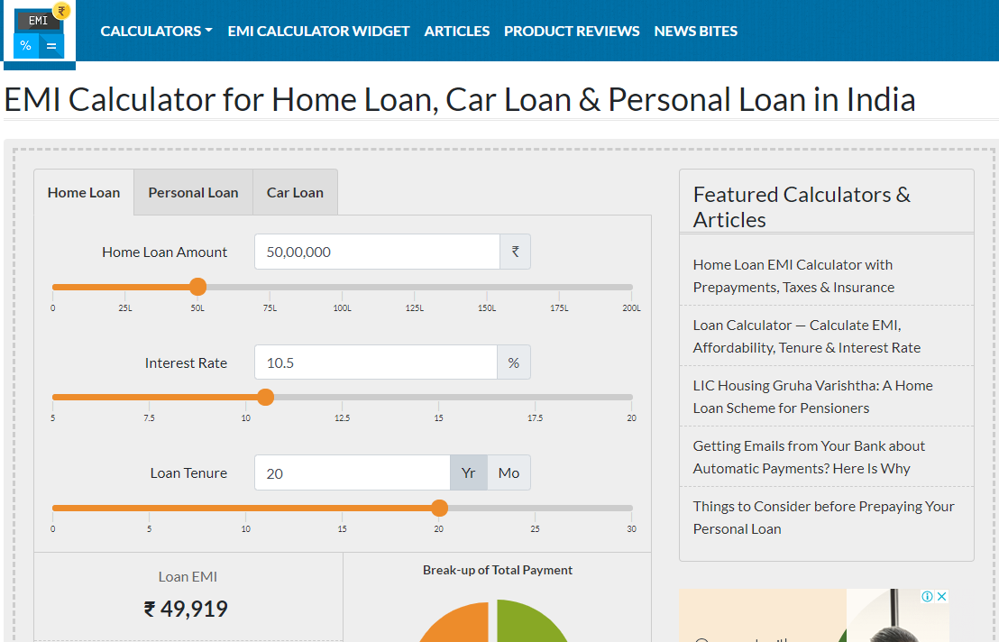 EMI ₹
% =
CALCULATORS EMI CALCULATOR WIDGET ARTICLES PRODUCT REVIEWS NEWS BITES
EMI Calculator for Home Loan, Car Loan & Personal Loan in India
Home Loan Personal Loan Car Loan
Home Loan Amount 50,00,000 ₹
0 25L 50L 75L 100L 125L 150L 175L 200L
Interest Rate 10.5 %
5 7.5 10 12.5 15 17.5 20
Loan Tenure 20 Yr Mo
0 5 10 15 20 25 30
Loan EMI
₹ 49,919
Break-up of Total Payment
Featured Calculators &
Articles
Home Loan EMI Calculator with
Prepayments, Taxes & Insurance
Loan Calculator — Calculate EMI,
Affordability, Tenure & Interest Rate
LIC Housing Gruha Varishtha: A Home
Loan Scheme for Pensioners
Getting Emails from Your Bank about
Automatic Payments? Here Is Why
Things to Consider before Prepaying Your
Personal Loan